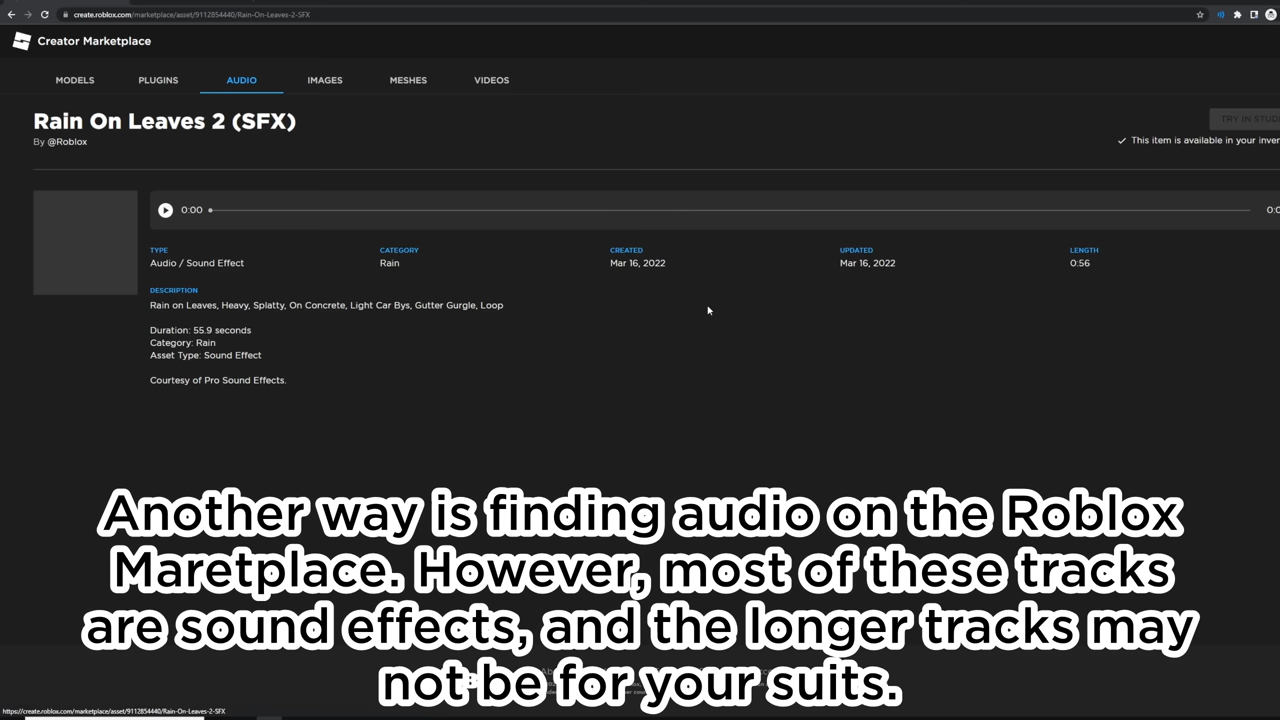 create.roblox.com/marketplace/asset/9112854440/Rain-On-Leaves-2-SFX
Creator Marketplace
MODELS PLUGINS AUDIO IMAGES MESHES VIDEOS
Rain On Leaves 2 (SFX)
By @Roblox
TRY IN
This item is available in your
0:00
TYPE CATEGORY CREATED UPDATED LENGTH
Audio / Sound Effect Rain Mar 16, 2022 Mar 16, 2022 0:56
DESCRIPTION
Rain on Leaves, Heavy, Splatty, On Concrete, Light Car Bys, Gutter Gurgle, Loop
Duration: 55.9 seconds
Category: Rain
Asset Type: Sound Effect
Courtesy of Pro Sound Effects.
Another way is finding audio on the Roblox
Maretplace. However, most of these tracks
are sound effects, and the longer tracks may
not be for your suits.
https://create.roblox.com/marketplace/asset/9112854440/Rain-On-Leaves-2-SFX